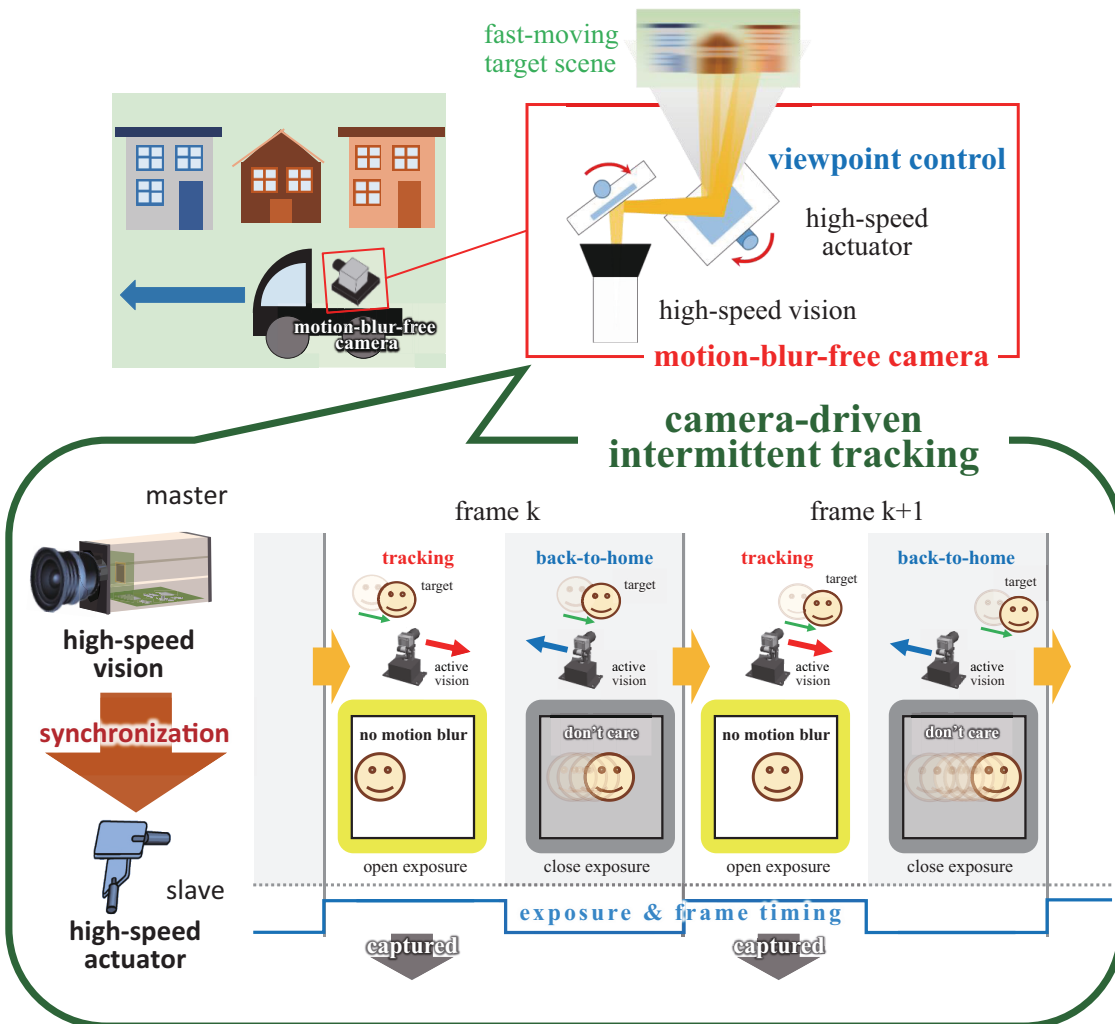 fast-moving
target scene
viewpoint control
high-speed
actuator
high-speed vision
motion-blur-free camera
motion-blur-free
camera
camera-driven
intermittent tracking
master
high-speed
vision
synchronization
slave
high-speed
actuator
frame k
frame k+1
tracking
back-to-home
tracking
back-to-home
target
target
target
target
active
vision
active
vision
active
vision
active
vision
no motion blur
don't care
no motion blur
don't care
open exposure
close exposure
open exposure
close exposure
exposure & frame timing
captured
captured